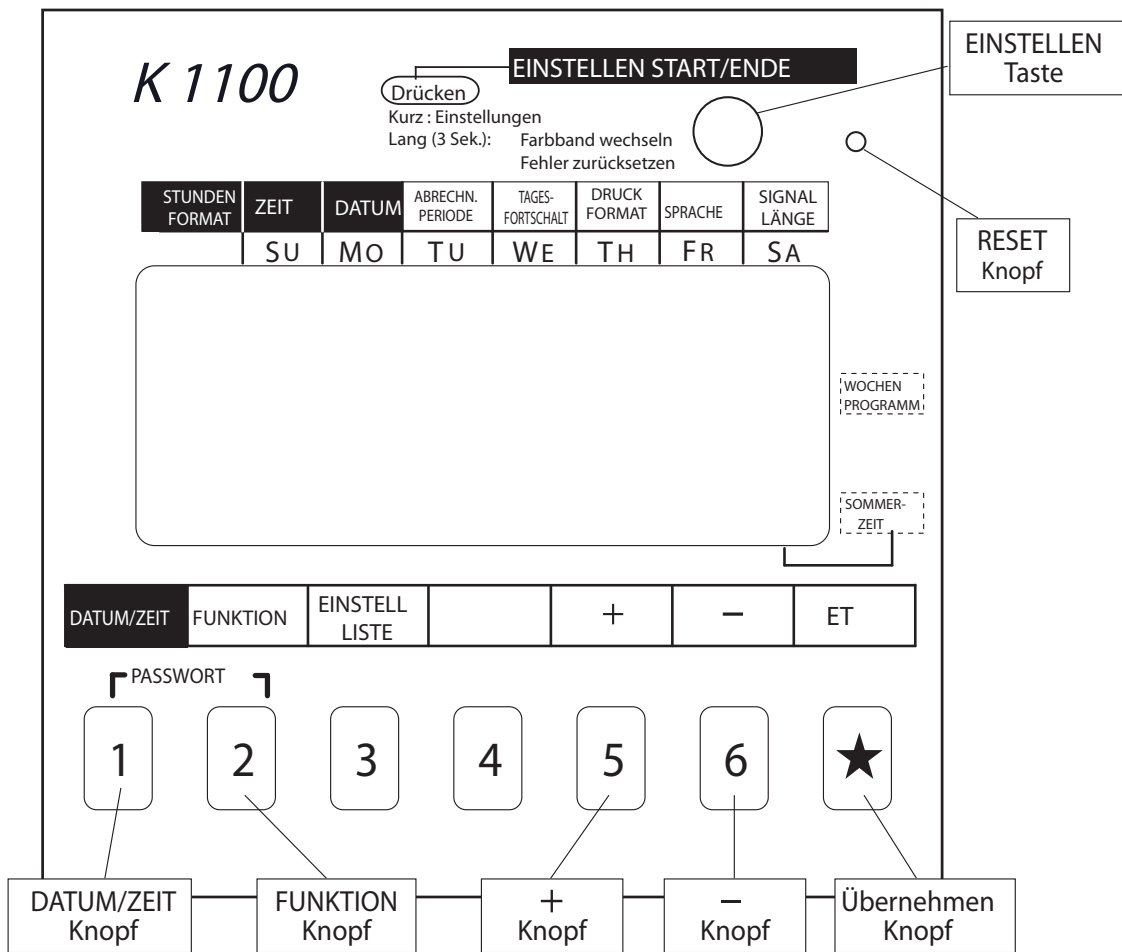 K 1100
EINSTELLEN START/ENDE
Drücken
Kurz : Einstellungen
Lang (3 Sek.): Farbband wechseln
Fehler zurücksetzen
EINSTELLEN
Taste
RESET
Knopf
STUNDEN
FORMAT
ZEIT
DATUM
ABRECHN.
PERIODE
TAGES-
FORTSCHALT
DRUCK
FORMAT
SPRACHE
SIGNAL
LÄNGE
SU MO TU WE TH FR SA
WOCHEN
PROGRAMM
SOMMER-
ZEIT
DATUM/ZEIT
FUNKTION
EINSTELL
LISTE
+
−
ET
PASSWORT
1 2 3 4 5 6 ★
DATUM/ZEIT
Knopf
FUNKTION
Knopf
+
Knopf
−
Knopf
Übernehmen
Knopf